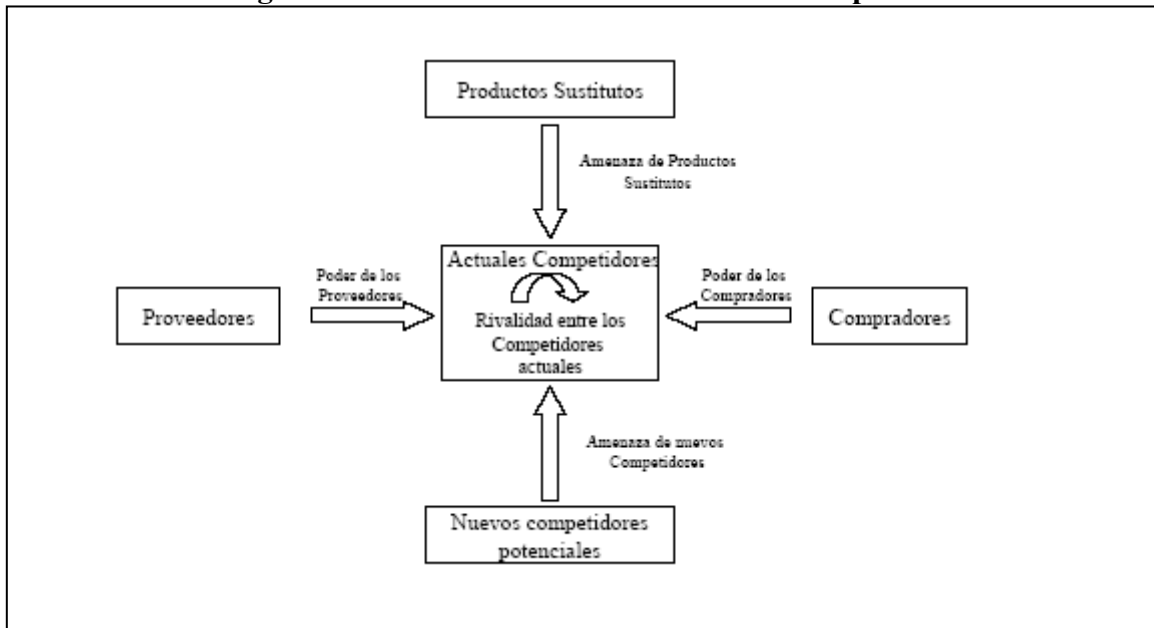 Productos Sustitutos
Amenaza de Productos
Sustitutos
Actuales Competidores
Poder de los
Proveedores
Poder de los
Compradores
Proveedores
Rivalidad entre los
Competidores
actuales
Compradores
Amenaza de nuevos
Competidores
Nuevos competidores
potenciales